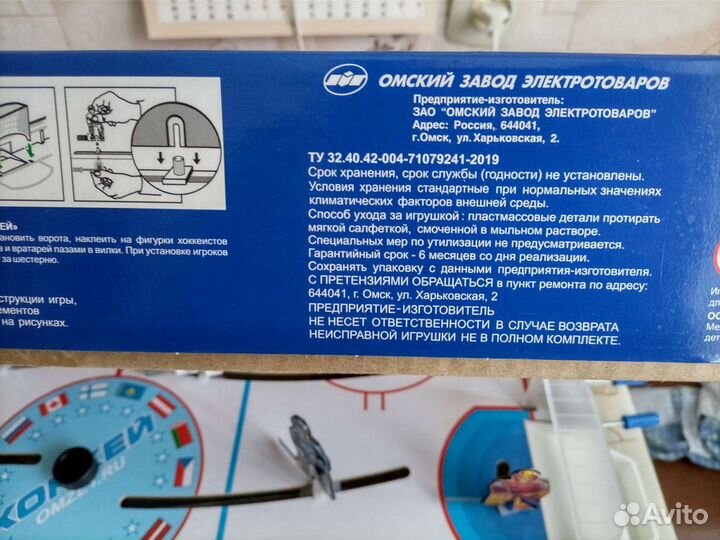 ОМСКИЙ ЗАВОД ЭЛЕКТРОТОВАРОВ
Предприятие-изготовитель:
ЗАО "ОМСКИЙ ЗАВОД ЭЛЕКТРОТОВАРОВ"
Адрес: Россия, 644041,
г.Омск, ул.Харьковская, 2.
ТУ 32.40.42-004-71079241-2019
Срок хранения, срок службы (годности) не установлены.
Условия хранения стандартные при нормальных значениях
климатических факторов внешней среды.
Способ ухода за игрушкой: пластмассовые детали протирать
мягкой салфеткой, смоченной в мыльном растворе.
Специальных мер по утилизации не предусматривается.
Гарантийный срок - 6 месяцев со дня реализации.
Сохранять упаковку с данными предприятия-изготовителя.
С ПРЕТЕНЗИЯМИ ОБРАЩАТЬСЯ в пункт ремонта по адресу:
644041, г. Омск, ул. Харьковская, 2
ПРЕДПРИЯТИЕ-ИЗГОТОВИТЕЛЬ
НЕ НЕСЕТ ОТВЕТСТВЕННОСТИ В СЛУЧАЕ ВОЗВРАТА
НЕИСПРАВНОЙ ИГРУШКИ НЕ В ПОЛНОМ КОМПЛЕКТЕ.
ЕЙ»
ановить ворота, наклеить на фигурки хоккеистов
в и вратарей пазами в вилки. При установке игроков
за шестерню.
струкции игры,
ементов
на рисунках.
ХОККЕЙ
OMZET.RU
Avito